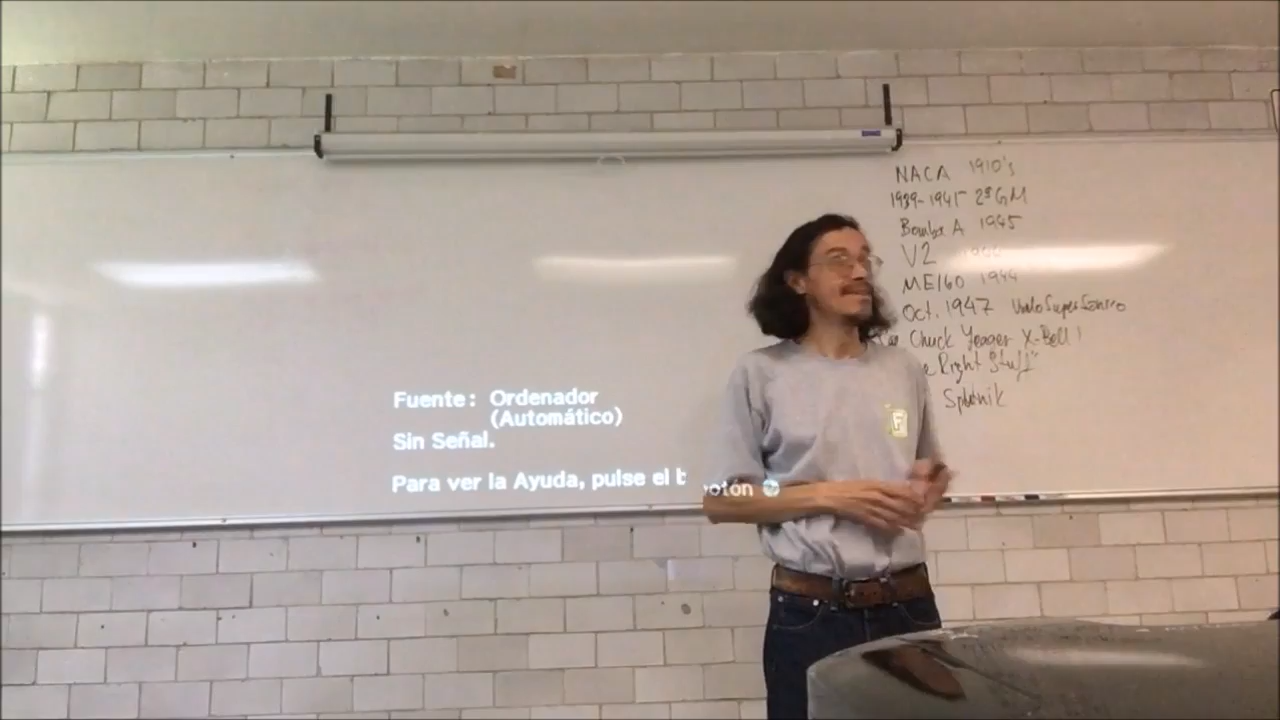 NACA 1910's
1939-1945 2ª GM
Bomba A 1945
V2
ME160 1944
Oct. 1947 Vuelo Supersónico
Chuck Yeager X-Bell 1
Right Stuff"
Sputnik
Fuente: Ordenador
(Automático)
Sin Señal.
Para ver la Ayuda, pulse el botón ?
F